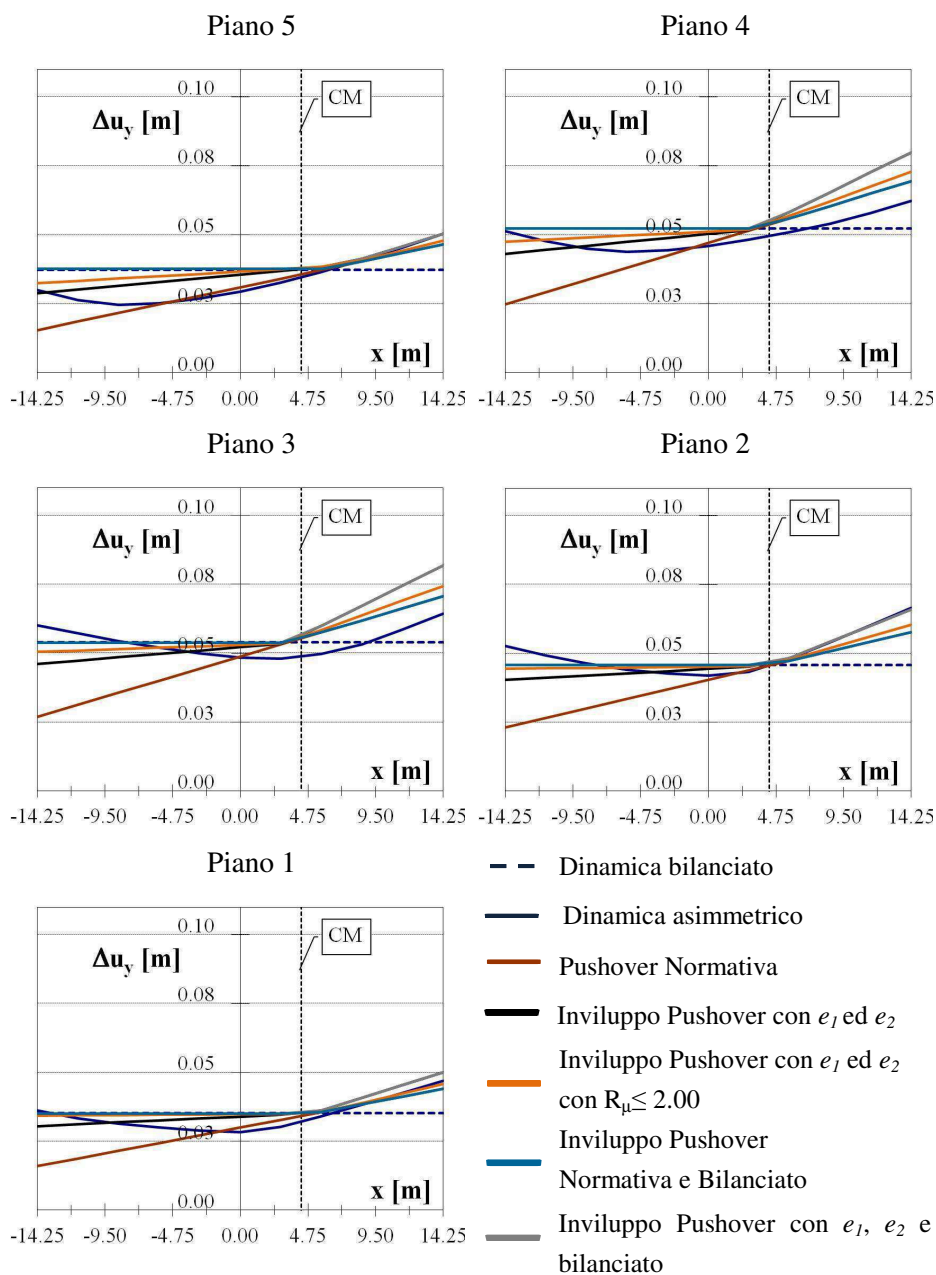 Piano 5
0.10
CM
Δu_y [m]
0.08
0.05
0.03
x [m]
0.00
-14.25 -9.50 -4.75 0.00 4.75 9.50 14.25
Piano 4
0.10
CM
Δu_y [m]
0.08
0.05
0.03
x [m]
0.00
-14.25 -9.50 -4.75 0.00 4.75 9.50 14.25
Piano 3
0.10
CM
Δu_y [m]
0.08
0.05
0.03
x [m]
0.00
-14.25 -9.50 -4.75 0.00 4.75 9.50 14.25
Piano 2
0.10
CM
Δu_y [m]
0.08
0.05
0.03
x [m]
0.00
-14.25 -9.50 -4.75 0.00 4.75 9.50 14.25
Piano 1
0.10
CM
Δu_y [m]
0.08
0.05
0.03
x [m]
0.00
-14.25 -9.50 -4.75 0.00 4.75 9.50 14.25
Dinamica bilanciato
Dinamica asimmetrico
Pushover Normativa
Inviluppo Pushover con e₁ ed e₂
Inviluppo Pushover con e₁ ed e₂
con R_μ≤ 2.00
Inviluppo Pushover
Normativa e Bilanciato
Inviluppo Pushover con e₁, e₂ e
bilanciato